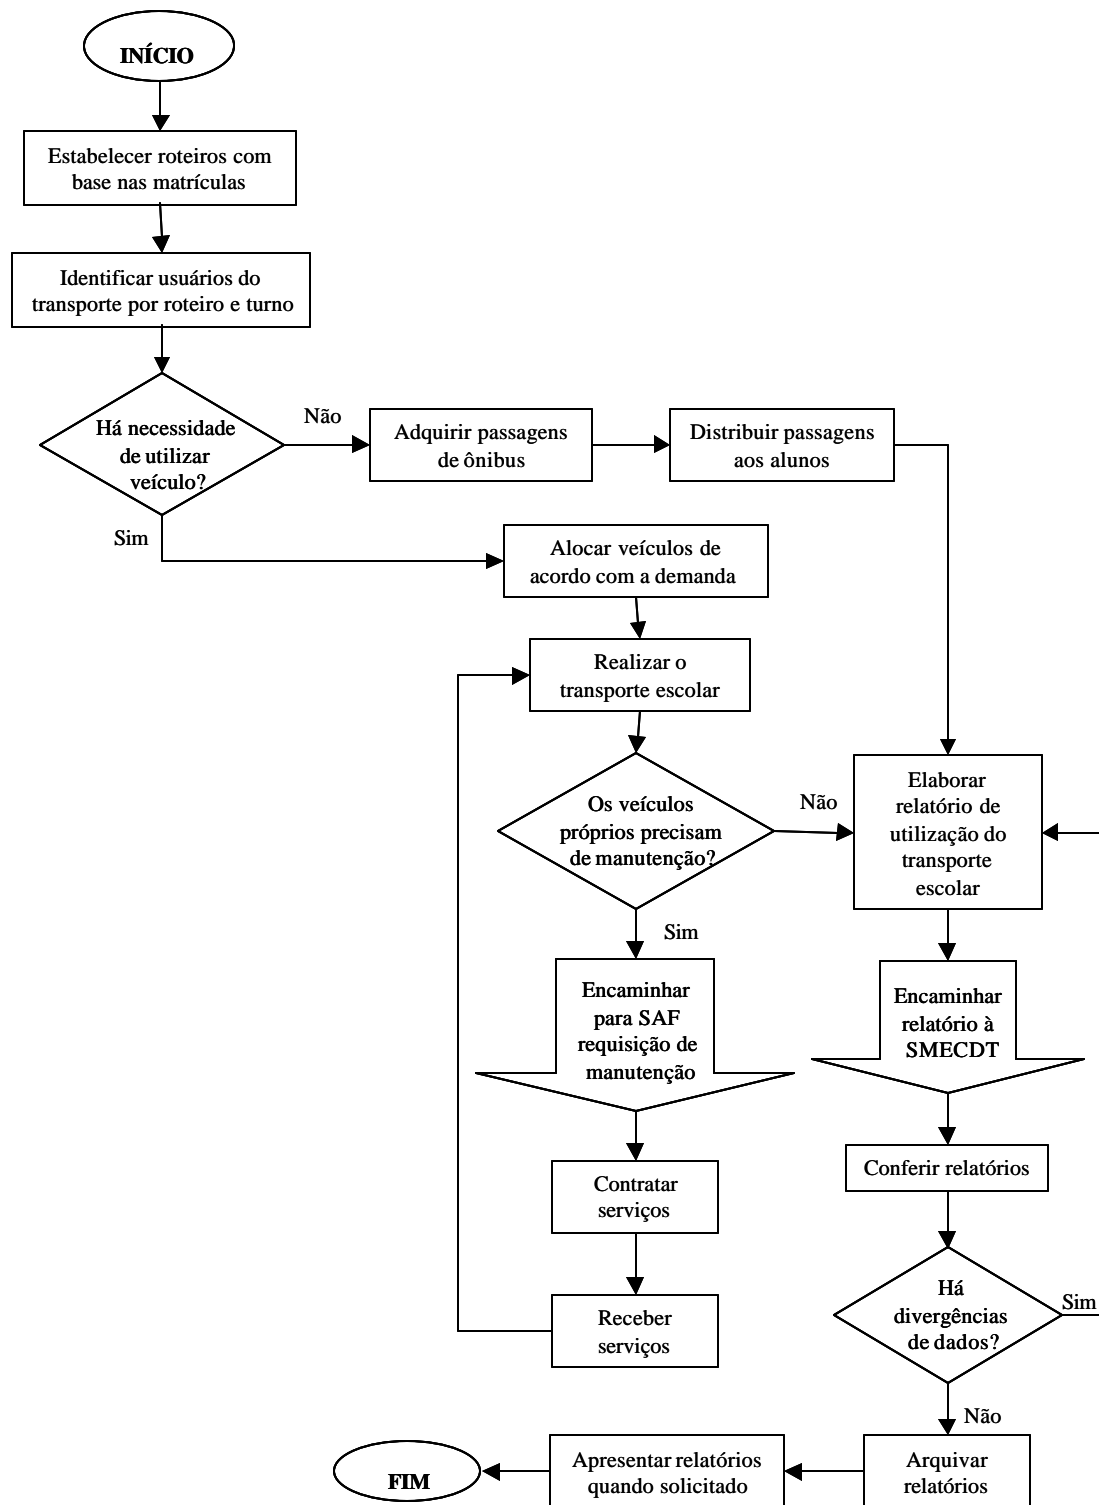 INÍCIO
Estabelecer roteiros com
base nas matrículas
Identificar usuários do
transporte por roteiro e turno
Há necessidade
de utilizar
veículo?
Não
Adquirir passagens
de ônibus
Distribuir passagens
aos alunos
Sim
Alocar veículos de
acordo com a demanda
Realizar o
transporte escolar
Os veículos
próprios precisam
de manutenção?
Não
Elaborar
relatório de
utilização do
transporte
escolar
Sim
Encaminhar
para SAF
requisição de
manutenção
Encaminhar
relatório à
SMECDT
Contratar
serviços
Conferir relatórios
Receber
serviços
Há
divergências
de dados?
Sim
Não
Arquivar
relatórios
Apresentar relatórios
quando solicitado
FIM